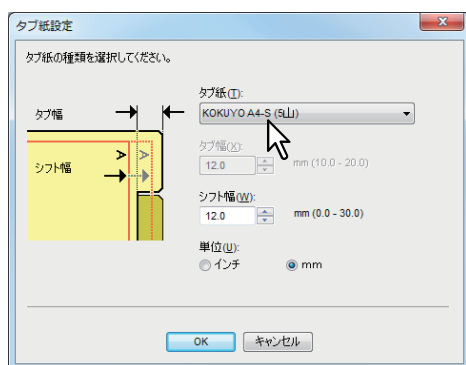 タブ紙設定
タブ紙の種類を選択してください。
タブ紙(T):
KOKUYO A4-S (5山)
タブ幅
タブ幅(X):
12.0 mm (10.0 - 20.0)
A A
シフト幅
シフト幅(W):
12.0 mm (0.0 - 30.0)
単位(U):
インチ mm
OK キャンセル